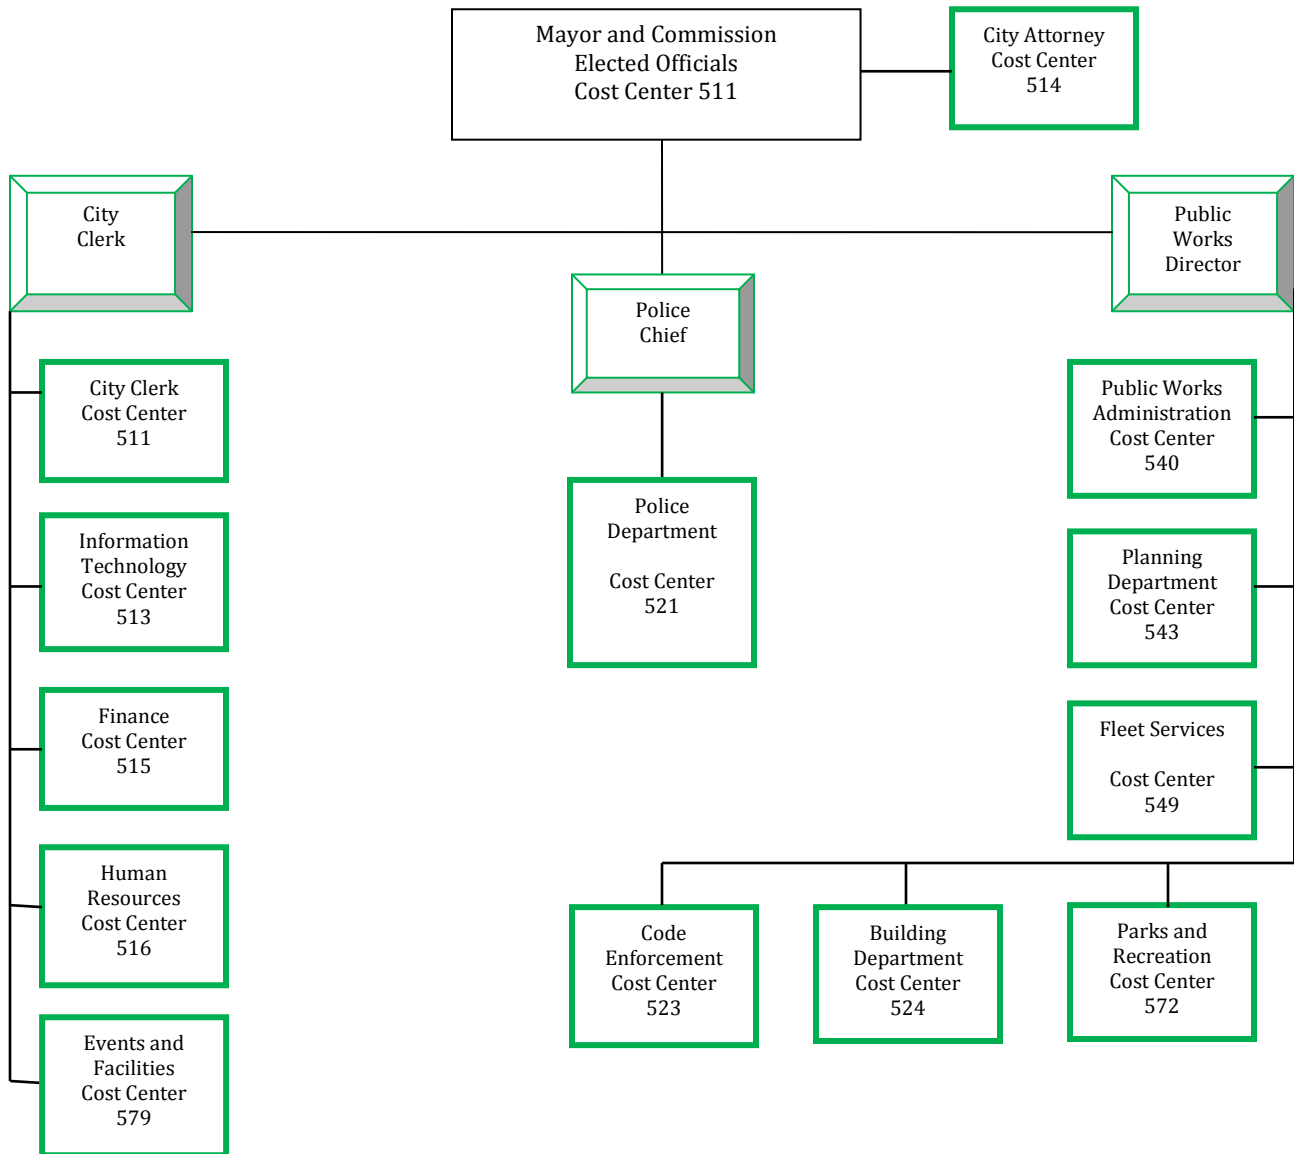 Mayor and Commission
Elected Officials
Cost Center 511
City Attorney
Cost Center
514
City
Clerk
Public
Works
Director
Police
Chief
City Clerk
Cost Center
511
Information
Technology
Cost Center
513
Finance
Cost Center
515
Human
Resources
Cost Center
516
Events and
Facilities
Cost Center
579
Police
Department
Cost Center
521
Public Works
Administration
Cost Center
540
Planning
Department
Cost Center
543
Fleet Services
Cost Center
549
Code
Enforcement
Cost Center
523
Building
Department
Cost Center
524
Parks and
Recreation
Cost Center
572